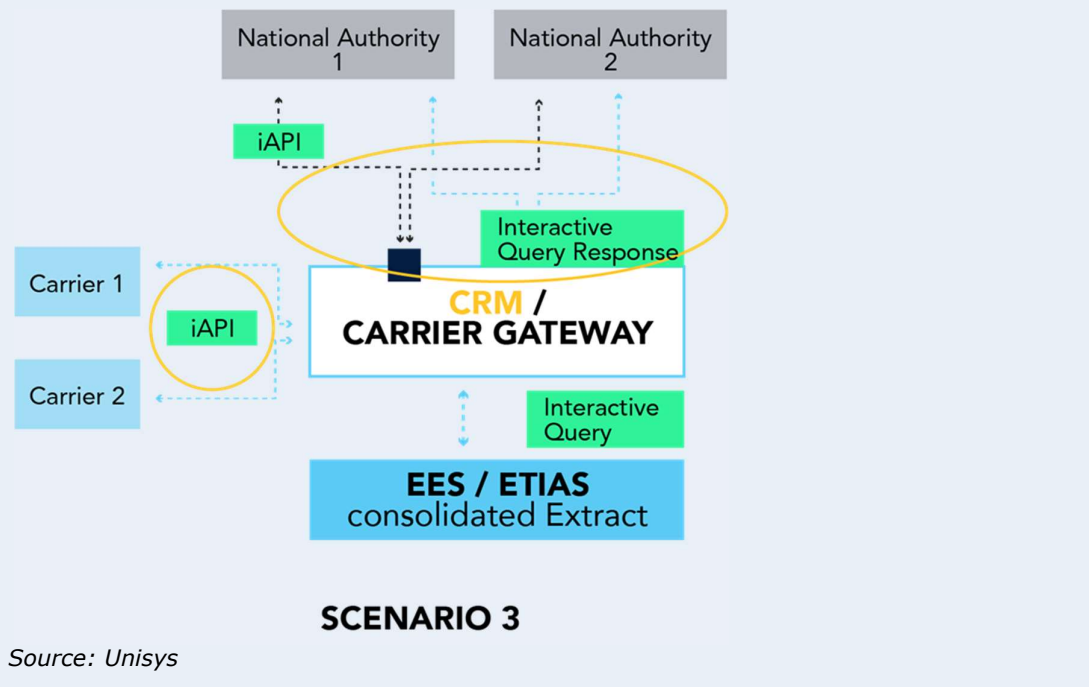 National Authority
1
National Authority
2
iAPI
Interactive
Query Response
Carrier 1
iAPI
CRM /
CARRIER GATEWAY
Carrier 2
Interactive
Query
EES / ETIAS
consolidated Extract
SCENARIO 3
Source: Unisys